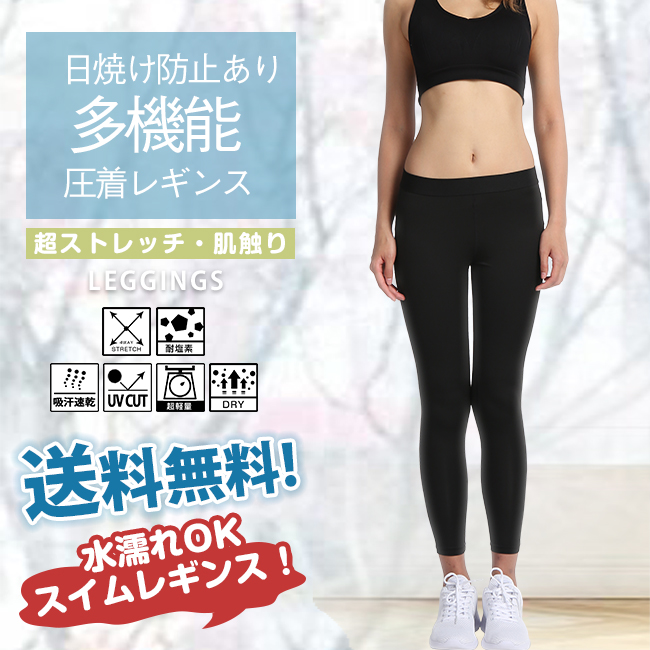 日焼け防止あり
多機能
圧着レギンス
超ストレッチ・肌触り
LEGGINGS
4WAY
STRETCH
耐塩素
吸汗速乾
UV CUT
超軽量
DRY
送料無料!
水濡れOK
スイムレギンス！